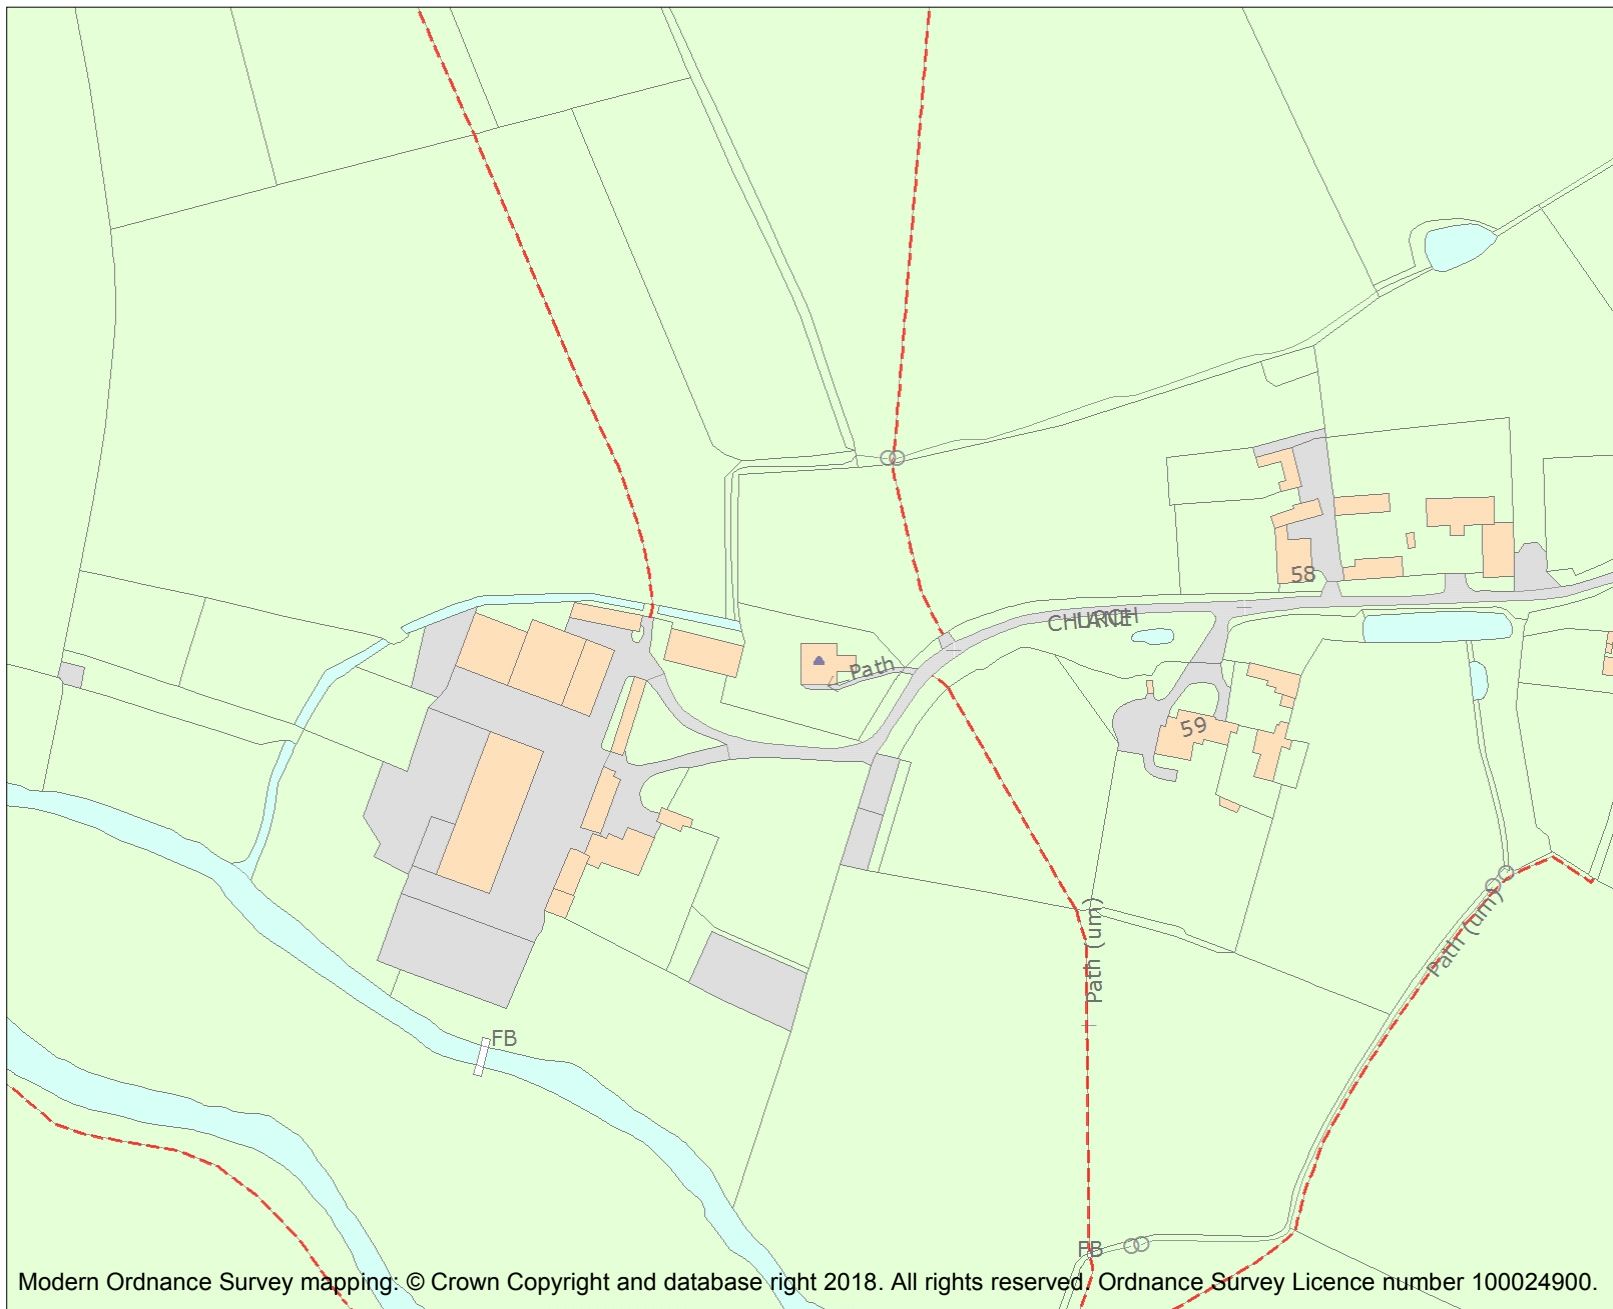 58
CHURCH LANE
Path
59
Path (um)
Path (um)
FB
FB
Modern Ordnance Survey mapping: © Crown Copyright and database right 2018. All rights reserved. Ordnance Survey Licence number 100024900.